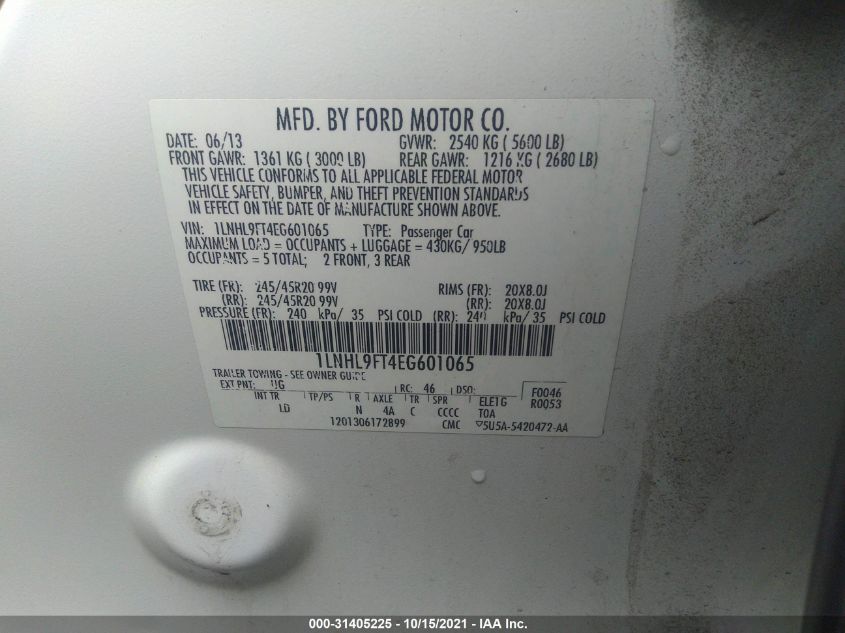 MFD. BY FORD MOTOR CO.
DATE: 06/13 GVWR: 2540 KG ( 5600 LB)
FRONT GAWR: 1361 KG ( 3000 LB) REAR GAWR: 1216 KG ( 2680 LB)
THIS VEHICLE CONFORMS TO ALL APPLICABLE FEDERAL MOTOR
VEHICLE SAFETY, BUMPER, AND THEFT PREVENTION STANDARDS
IN EFFECT ON THE DATE OF MANUFACTURE SHOWN ABOVE.
VIN: 1LNHL9FT4EG601065 TYPE: Passenger Car
MAXIMUM LOAD = OCCUPANTS + LUGGAGE = 430KG/ 950LB
OCCUPANTS = 5 TOTAL; 2 FRONT, 3 REAR
TIRE (FR): 245/45R20 99V RIMS (FR): 20X8.0J
(RR): 245/45R20 99V (RR): 20X8.0J
PRESSURE (FR): 240 kPa/ 35 PSI COLD (RR): 240 kPa/ 35 PSI COLD
1LNHL9FT4EG601065
TRAILER TOWING - SEE OWNER GUIDE
EXT PNT: UG RC: 46 DSO: F0046
INT TR TP/PS R AXLE TR SPR ELE1G R0053
LD N 4A C CCCC TOA
1201306172899 CMC ▽5U5A-5420472-AA
000-31405225 - 10/15/2021 - IAA Inc.